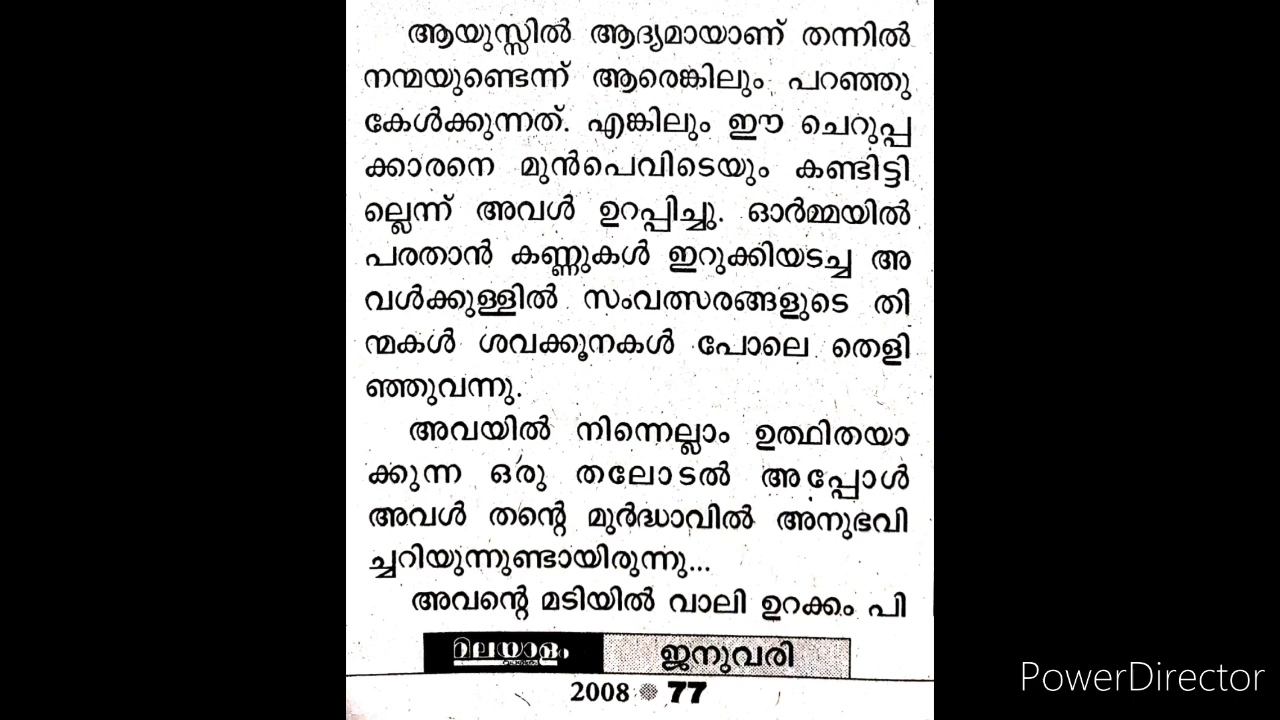 ആയുസ്സിൽ ആദ്യമായാണ് തന്നിൽ
നന്മയുണ്ടെന്ന് ആരെങ്കിലും പറഞ്ഞു
കേൾക്കുന്നത്. എങ്കിലും ഈ ചെറുപ്പ
ക്കാരനെ മുൻപെവിടെയും കണ്ടിട്ടി
ല്ലെന്ന് അവൾ ഉറപ്പിച്ചു. ഓർമ്മയിൽ
പരതാൻ കണ്ണുകൾ ഇറുക്കിയടച്ച അ
വൾക്കുള്ളിൽ സംവത്സരങ്ങളുടെ തി
ന്മകൾ ശവക്കൂനകൾ പോലെ തെളി
ഞ്ഞുവന്നു.
അവയിൽ നിന്നെല്ലാം ഉത്ഥിതയാ
ക്കുന്ന ഒരു തലോടൽ അപ്പോൾ
അവൾ തന്റെ മുർദ്ധാവിൽ അനുഭവി
ച്ചറിയുന്നുണ്ടായിരുന്നു...
അവന്റെ മടിയിൽ വാലി ഉറക്കം പി
ജനുവരി
2008 77
PowerDirector